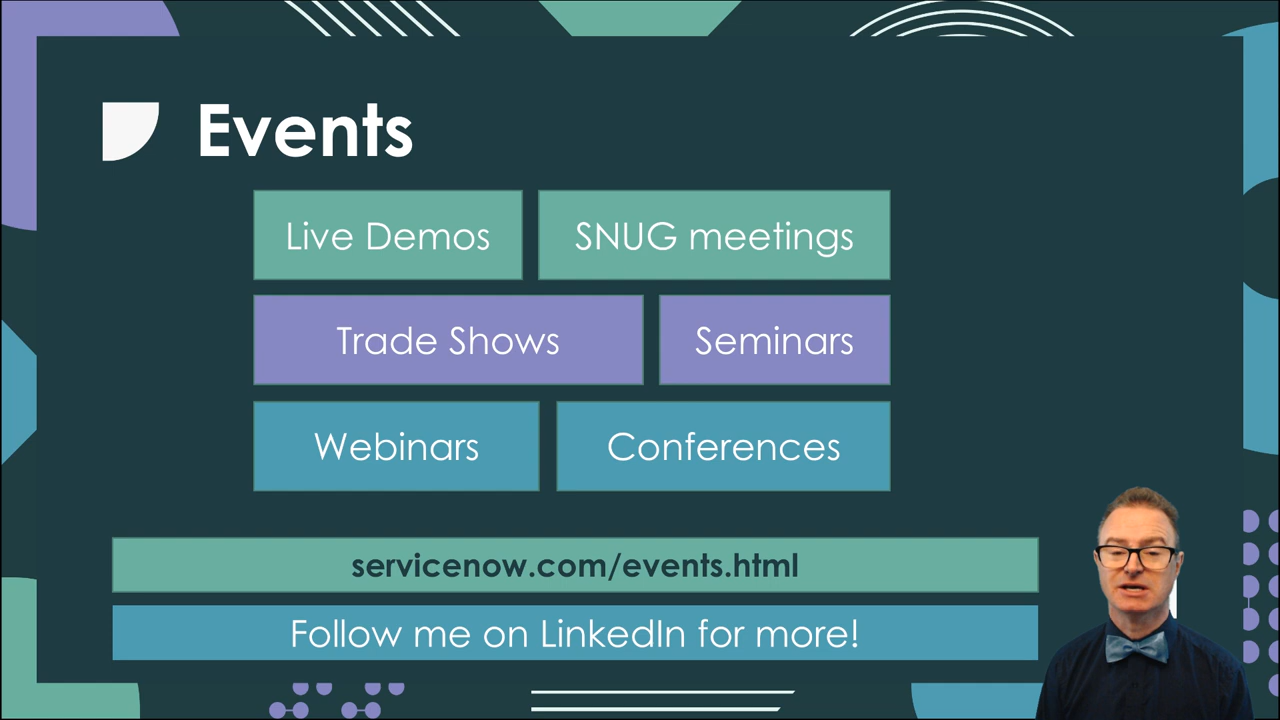 Events
Live Demos
SNUG meetings
Trade Shows
Seminars
Webinars
Conferences
servicenow.com/events.html
Follow me on LinkedIn for more!